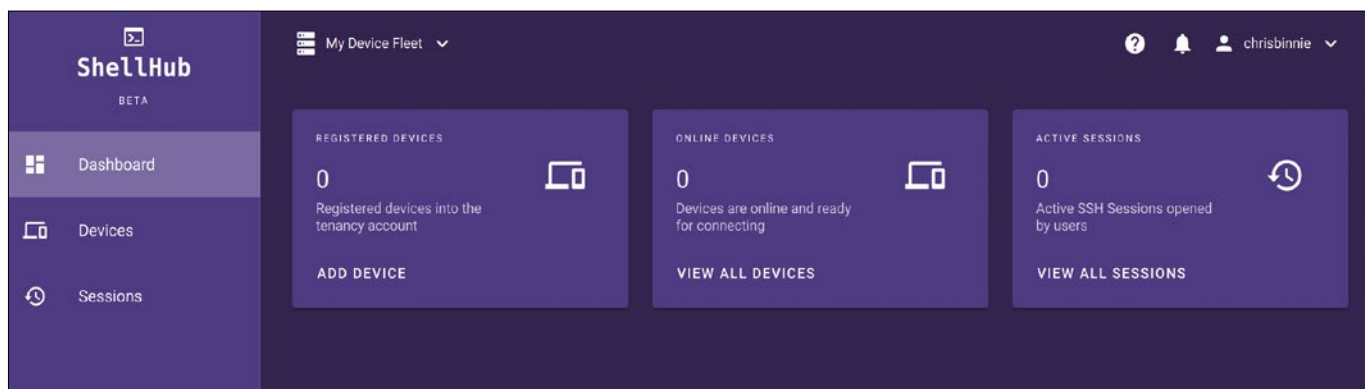 ShellHub
BETA
Dashboard
Devices
Sessions
My Device Fleet
chrisbinnie
REGISTERED DEVICES
0
Registered devices into the
tenancy account
ADD DEVICE
ONLINE DEVICES
0
Devices are online and ready
for connecting
VIEW ALL DEVICES
ACTIVE SESSIONS
0
Active SSH Sessions opened
by users
VIEW ALL SESSIONS